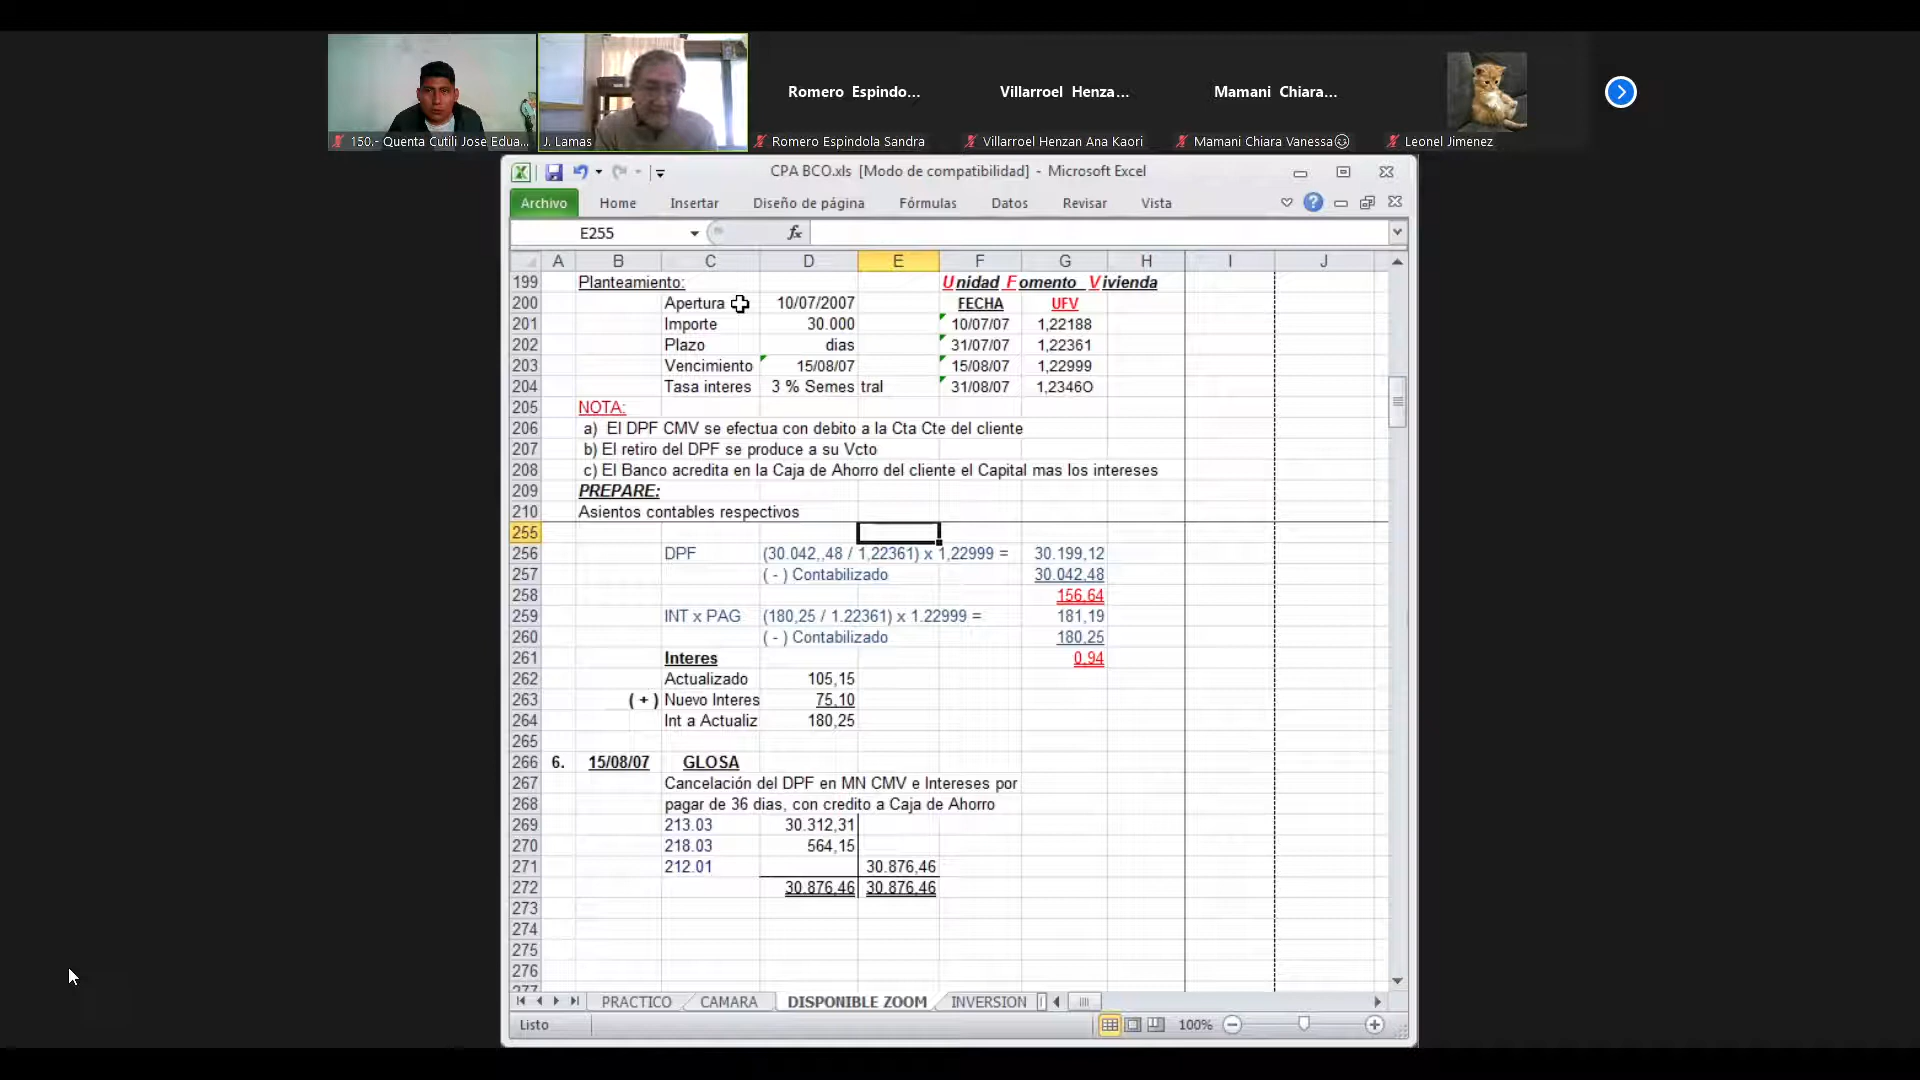 Romero Espindo...
Villarroel Henza...
Mamani Chiara...
150.- Quenta Cutili Jose Edua...
J. Lamas
Romero Espindola Sandra
Villarroel Henzan Ana Kaori
Mamani Chiara Vanessa☺
Leonel Jimenez
CPA BCO.xls [Modo de compatibilidad] - Microsoft Excel
Archivo Home Insertar Diseño de página Fórmulas Datos Revisar Vista
E255 fx
A B C D E F G H I J
199 Planteamiento: Unidad Fomento Vivienda
200 Apertura 10/07/2007 FECHA UFV
201 Importe 30.000 10/07/07 1,22188
202 Plazo dias 31/07/07 1,22361
203 Vencimiento 15/08/07 15/08/07 1,22999
204 Tasa interes 3 % Semes tral 31/08/07 1,2346O
205 NOTA:
206 a) El DPF CMV se efectua con debito a la Cta Cte del cliente
207 b) El retiro del DPF se produce a su Vcto
208 c) El Banco acredita en la Caja de Ahorro del cliente el Capital mas los intereses
209 PREPARE:
210 Asientos contables respectivos
255
256 DPF (30.042,,48 / 1,22361) x 1,22999 = 30.199,12
257 ( - ) Contabilizado 30.042,48
258 156,64
259 INT x PAG (180,25 / 1.22361) x 1.22999 = 181,19
260 ( - ) Contabilizado 180,25
261 Interes 0,94
262 Actualizado 105,15
263 ( + ) Nuevo Interes 75,10
264 Int a Actualiz 180,25
265
266 6. 15/08/07 GLOSA
267 Cancelación del DPF en MN CMV e Intereses por
268 pagar de 36 dias, con credito a Caja de Ahorro
269 213.03 30.312,31
270 218.03 564,15
271 212.01 30.876,46
272 30.876,46 30.876,46
273
274
275
276
277
PRACTICO CAMARA DISPONIBLE ZOOM INVERSION
Listo 100%